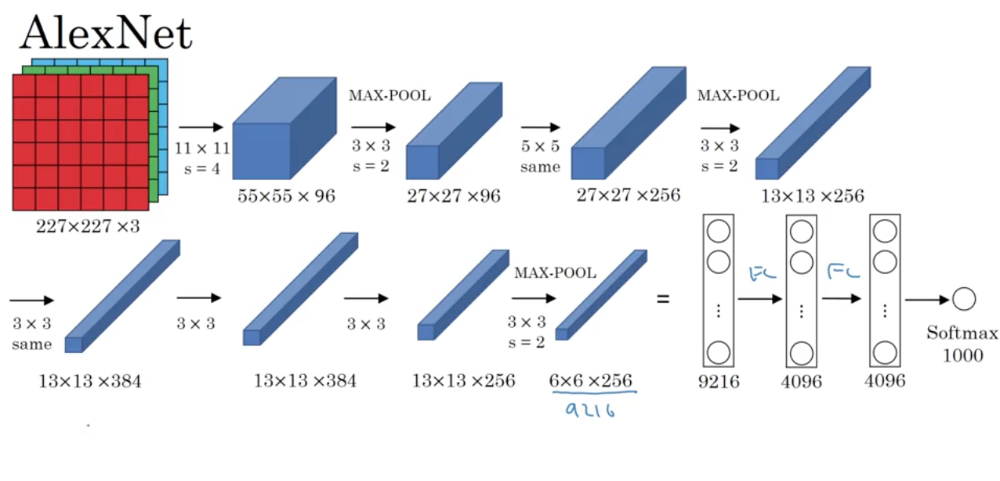 AlexNet
227×227 ×3
11 × 11
s = 4
55×55 × 96
MAX-POOL
3 × 3
s = 2
27×27 ×96
5 × 5
same
27×27 ×256
MAX-POOL
3 × 3
s = 2
13×13 ×256
3 × 3
same
13×13 ×384
3 × 3
13×13 ×384
3 × 3
13×13 ×256
MAX-POOL
3 × 3
s = 2
6×6 ×256
9216
=
9216
FC
4096
FC
4096
Softmax
1000